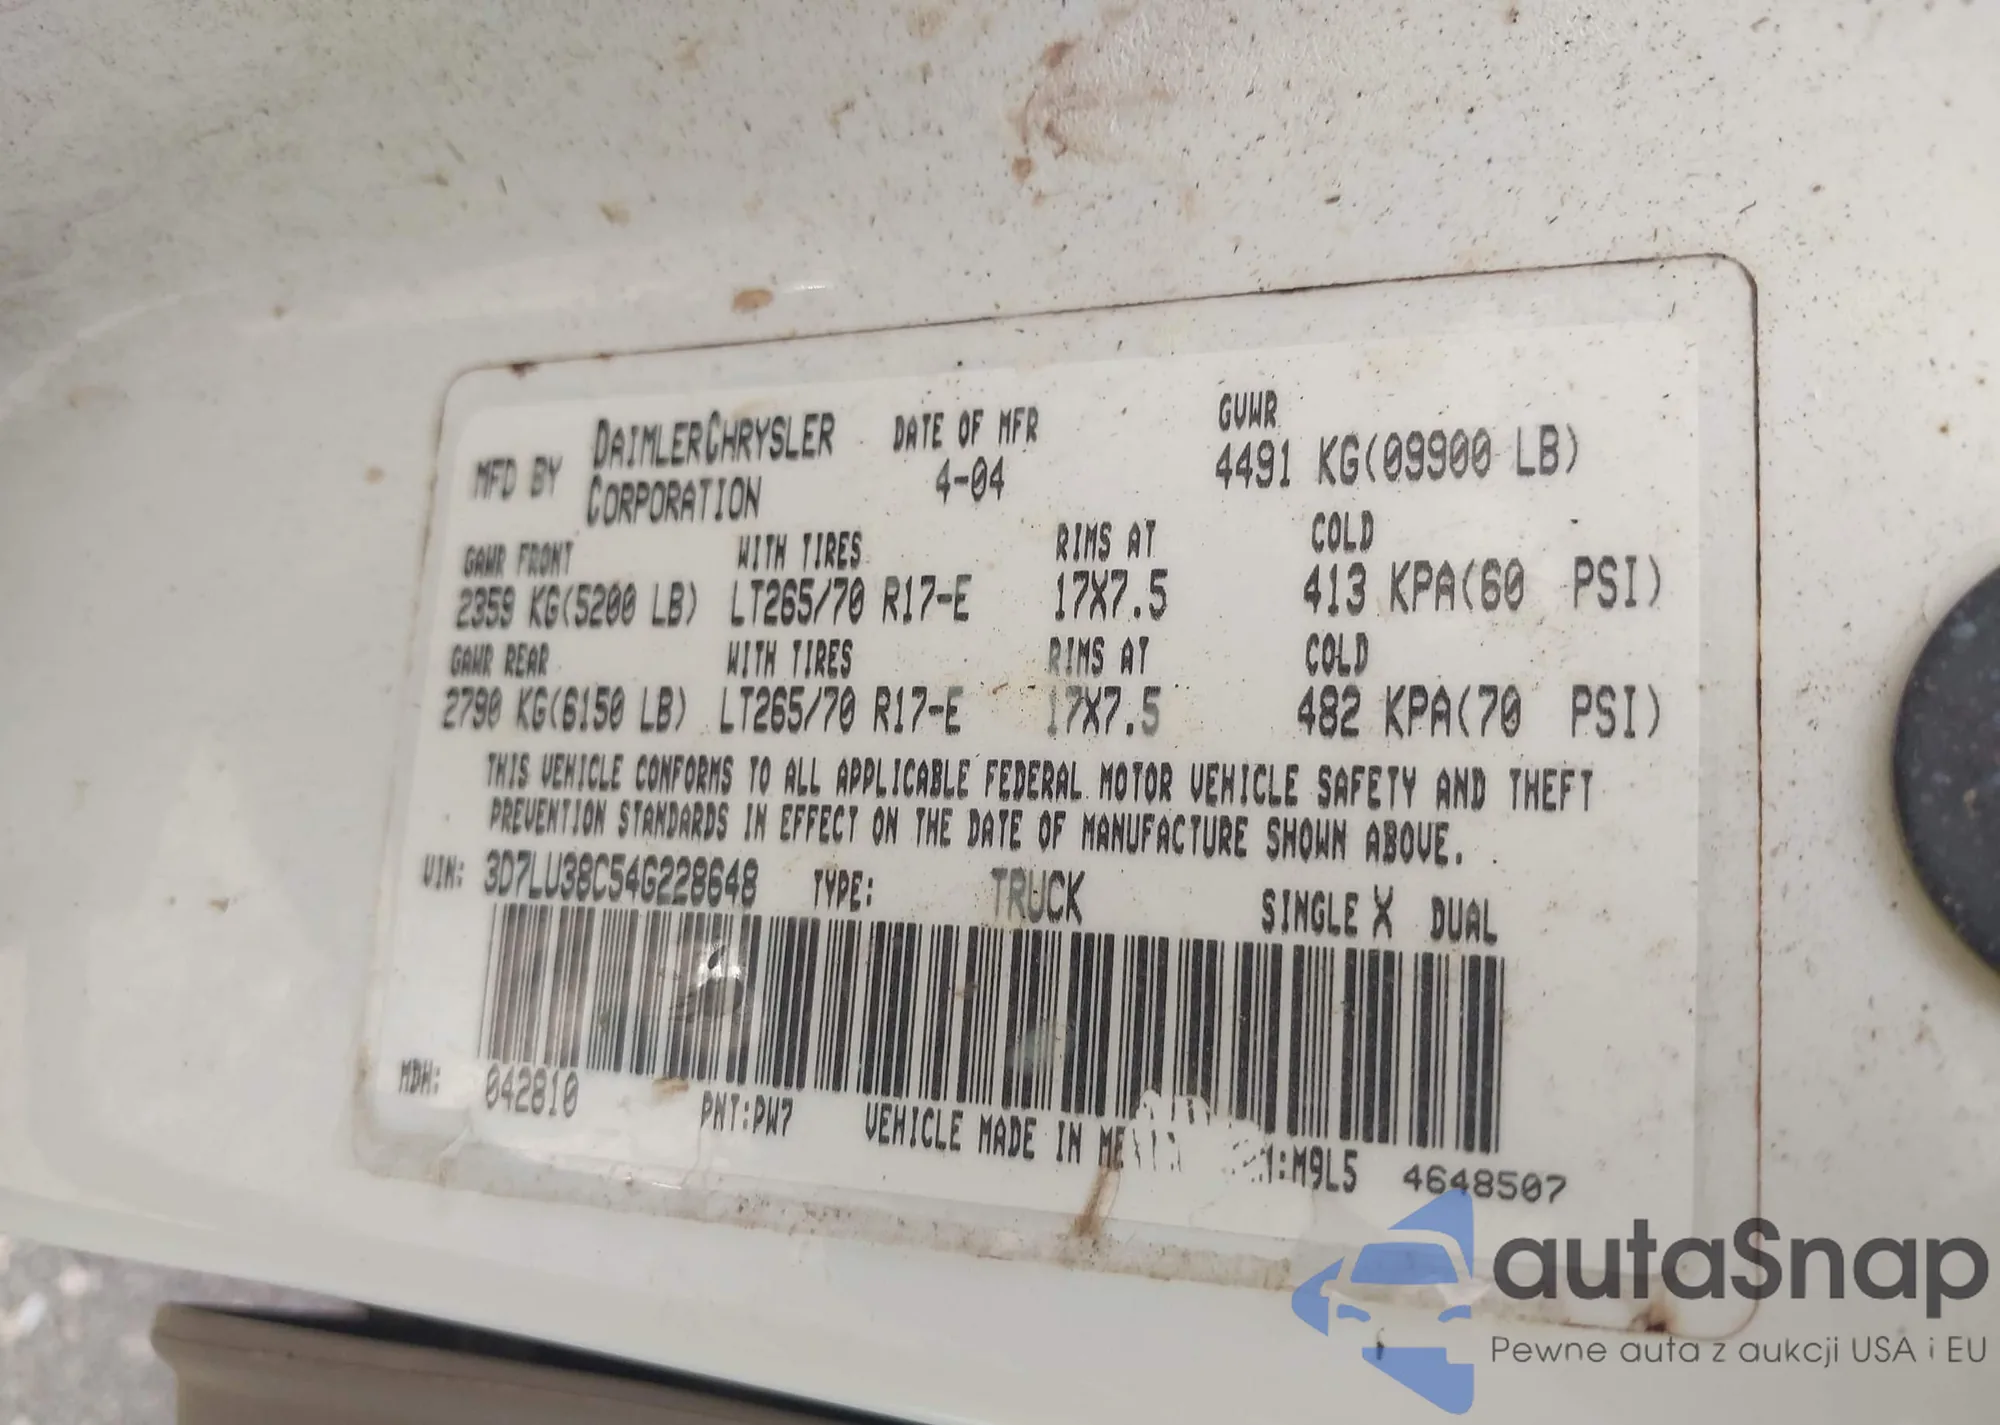 MFD BY DAIMLERCHRYSLER CORPORATION
DATE OF MFR
4-04
GVWR
4491 KG(09900 LB)
GAWR FRONT WITH TIRES RIMS AT COLD
2359 KG(5200 LB) LT265/70 R17-E 17X7.5 413 KPA(60 PSI)
GAWR REAR WITH TIRES RIMS AT COLD
2790 KG(6150 LB) LT265/70 R17-E 17X7.5 482 KPA(70 PSI)
THIS VEHICLE CONFORMS TO ALL APPLICABLE FEDERAL MOTOR VEHICLE SAFETY AND THEFT
PREVENTION STANDARDS IN EFFECT ON THE DATE OF MANUFACTURE SHOWN ABOVE.
VIN: 3D7LU38C54G228648 TYPE: TRUCK SINGLE X DUAL
MDH: 042810
PNT:PW7 VEHICLE MADE IN :M9L5 4648507
autaSnap
Pewne auta z aukcji USA i EU